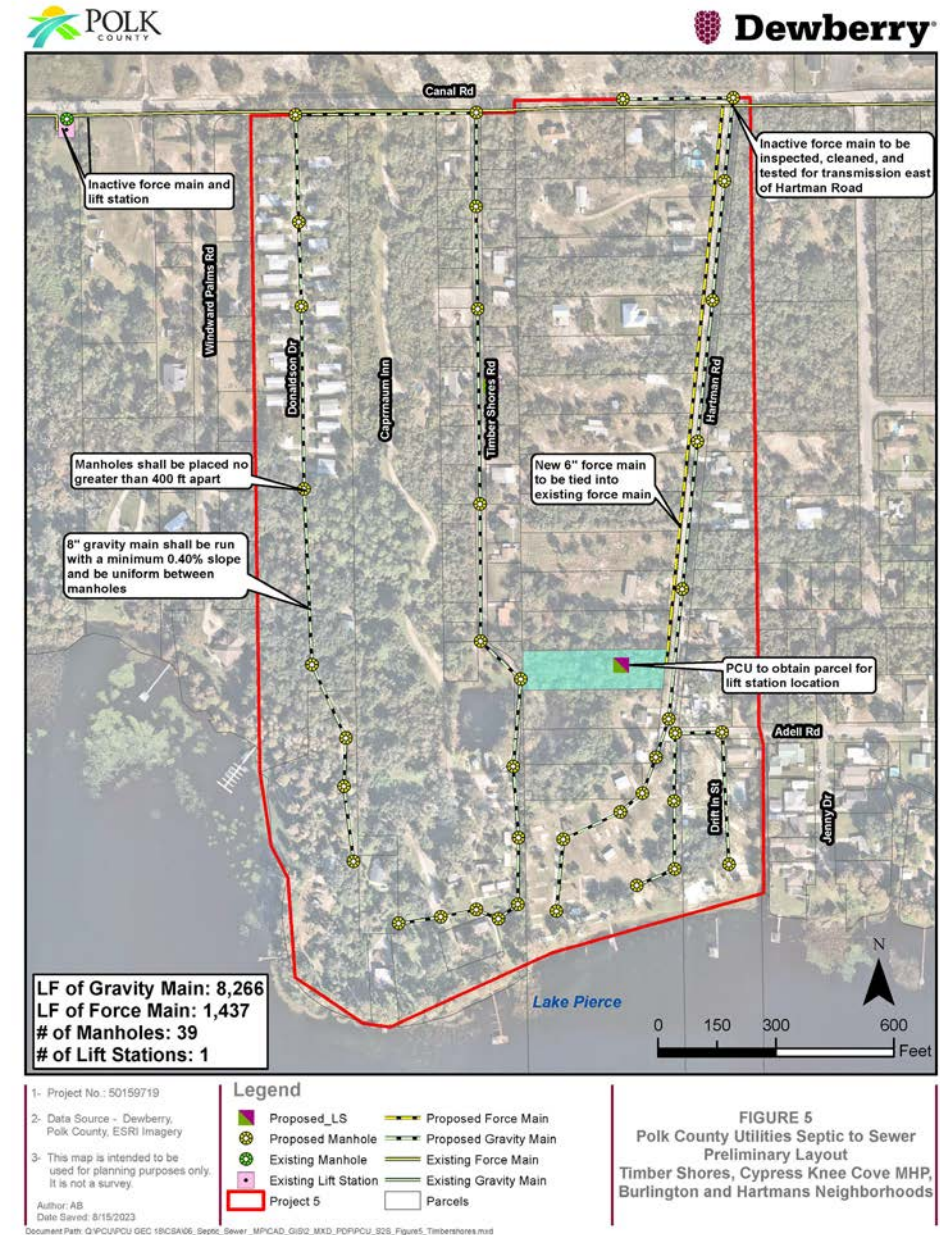 POLK
COUNTY
Dewberry
Canal Rd
Inactive force main to be
inspected, cleaned, and
tested for transmission east
of Hartman Road
Inactive force main and
lift station
Windward Palms Rd
Donaldson Dr
Caprmaum Inn
Timber Shores Rd
Hartman Rd
Manholes shall be placed no
greater than 400 ft apart
New 6" force main
to be tied into
existing force main
8" gravity main shall be run
with a minimum 0.40% slope
and be uniform between
manholes
PCU to obtain parcel for
lift station location
Adell Rd
Drift In St
Jenny Dr
N
Lake Pierce
LF of Gravity Main: 8,266
LF of Force Main: 1,437
# of Manholes: 39
# of Lift Stations: 1
0 150 300 600
Feet
1- Project No.: 50159719
2- Data Source - Dewberry,
Polk County, ESRI Imagery
3- This map is intended to be
used for planning purposes only.
It is not a survey.
Author: AB
Date Saved: 8/15/2023
Legend
Proposed_LS
Proposed Manhole
Existing Manhole
Existing Lift Station
Project 5
Proposed Force Main
Proposed Gravity Main
Existing Force Main
Existing Gravity Main
Parcels
FIGURE 5
Polk County Utilities Septic to Sewer
Preliminary Layout
Timber Shores, Cypress Knee Cove MHP,
Burlington and Hartmans Neighborhoods